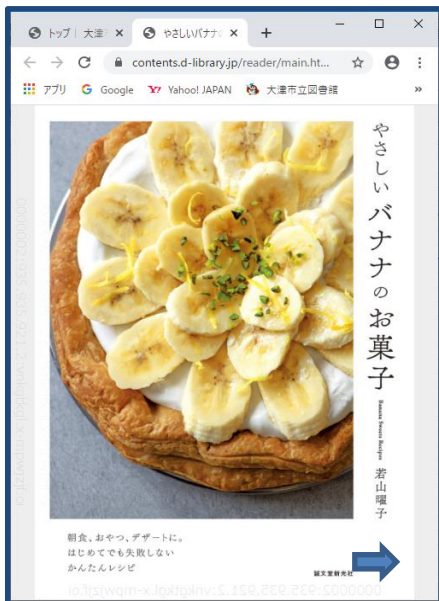 トップ | 大津
やさしいバナナの
contents.d-library.jp/reader/main.ht...
アプリ
Google
Yahoo! JAPAN
大津市立図書館
やさしいバナナのお菓子
Banana Sweets Recipes
若山曜子
朝食、おやつ、デザートに。
はじめてでも失敗しない
かんたんレシピ
誠文堂新光社